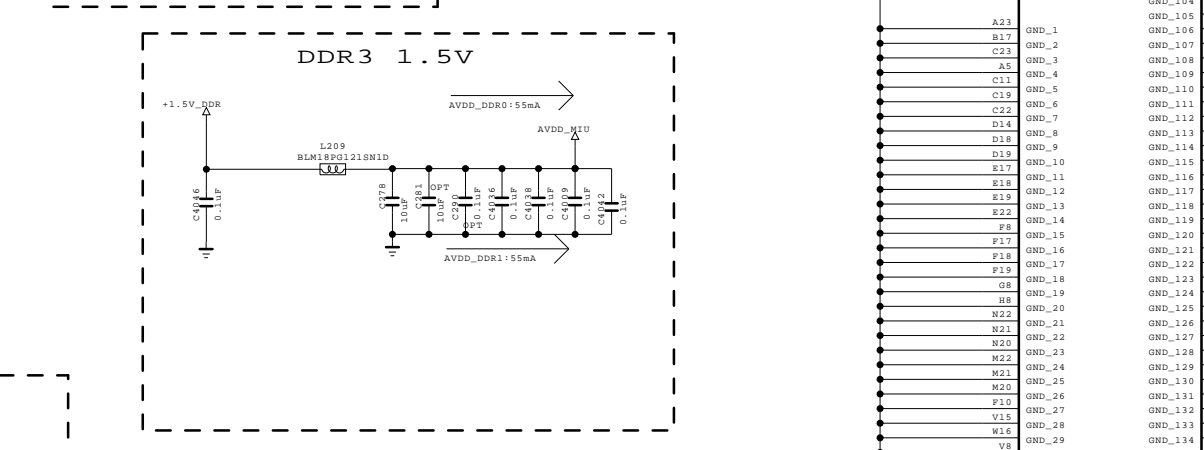 DDR3 1.5V
AVDD_DDR0:55mA
+1.5V_DDR
AVDD_MIU
L209
BLM18PG121SN1D
C4046
0.1uF
C278
10uF
C281
10uF
OPT
C290
0.1uF
OPT
C4036
0.1uF
C4038
0.1uF
C4009
0.1uF
C4042
0.1uF
AVDD_DDR1:55mA
GND_104
GND_105
A23 GND_1 GND_106
B17 GND_2 GND_107
C23 GND_3 GND_108
A5 GND_4 GND_109
C11 GND_5 GND_110
C19 GND_6 GND_111
C22 GND_7 GND_112
D14 GND_8 GND_113
D18 GND_9 GND_114
D19 GND_10 GND_115
E17 GND_11 GND_116
E18 GND_12 GND_117
E19 GND_13 GND_118
E22 GND_14 GND_119
F8 GND_15 GND_120
F17 GND_16 GND_121
F18 GND_17 GND_122
F19 GND_18 GND_123
G8 GND_19 GND_124
H8 GND_20 GND_125
N22 GND_21 GND_126
N21 GND_22 GND_127
N20 GND_23 GND_128
M22 GND_24 GND_129
M21 GND_25 GND_130
M20 GND_26 GND_131
F10 GND_27 GND_132
V15 GND_28 GND_133
W16 GND_29 GND_134
V8